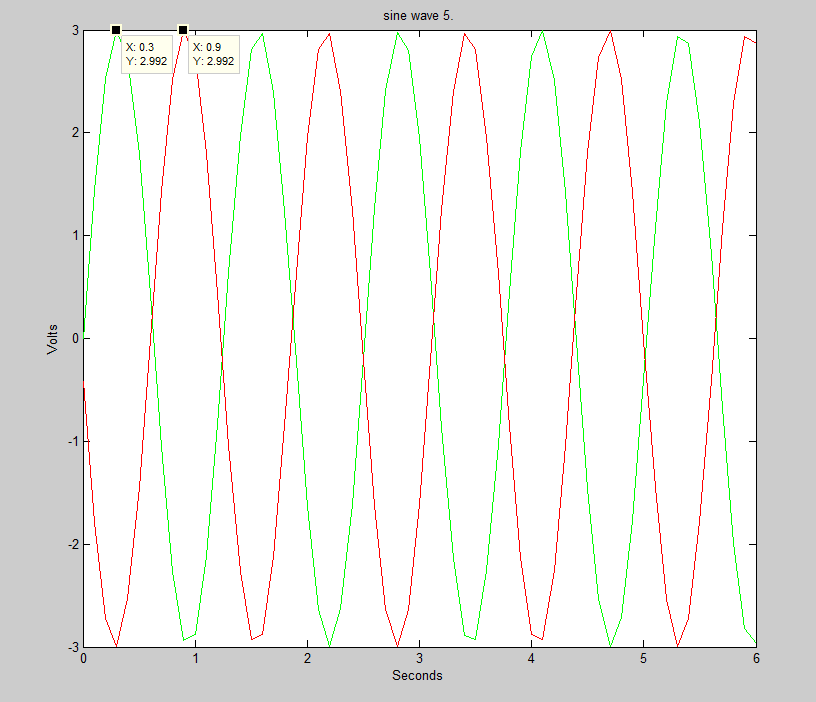 sine wave 5.
X: 0.3
Y: 2.992
X: 0.9
Y: 2.992
3
2
1
0
-1
-2
-3
Volts
0 1 2 3 4 5 6
Seconds